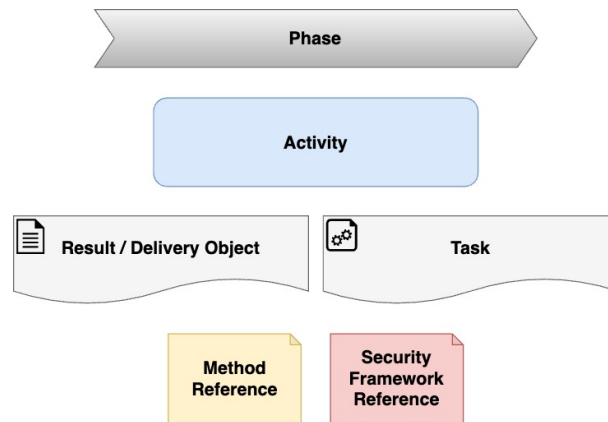 Phase
Activity
Result / Delivery Object
Task
Method
Reference
Security
Framework
Reference